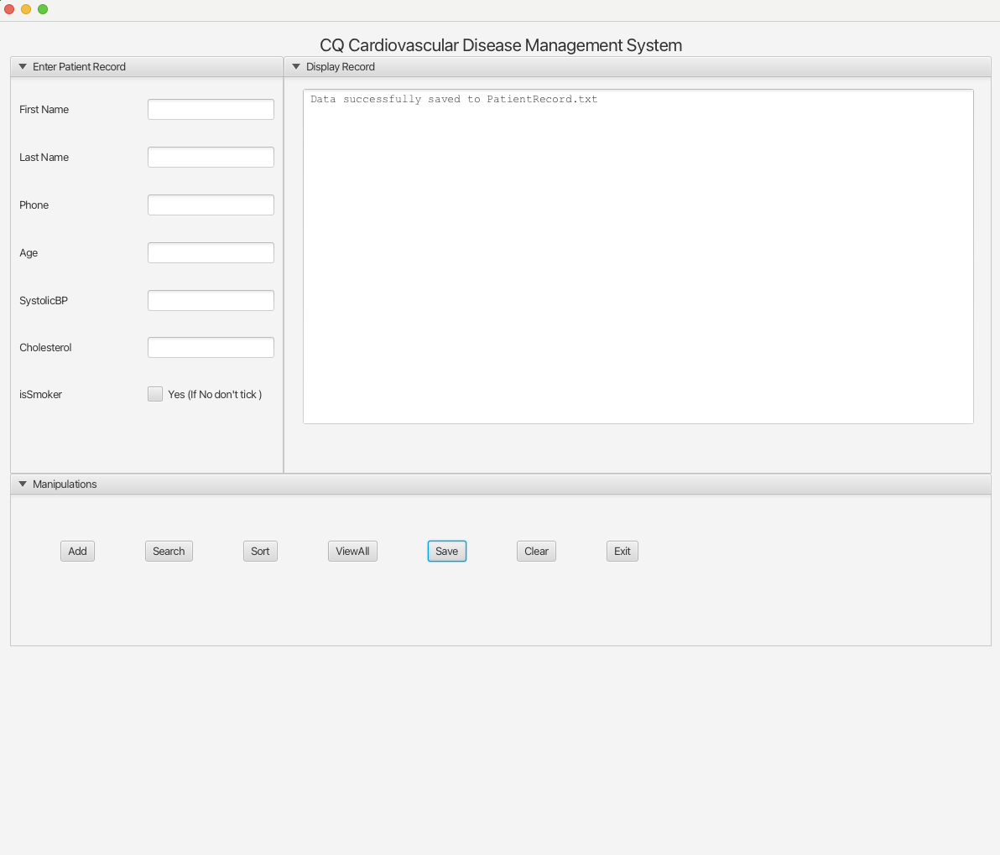 CQ Cardiovascular Disease Management System
Enter Patient Record
Display Record
First Name
Last Name
Phone
Age
SystolicBP
Cholesterol
isSmoker
Yes (If No don't tick )
Data successfully saved to PatientRecord.txt
Manipulations
Add
Search
Sort
ViewAll
Save
Clear
Exit